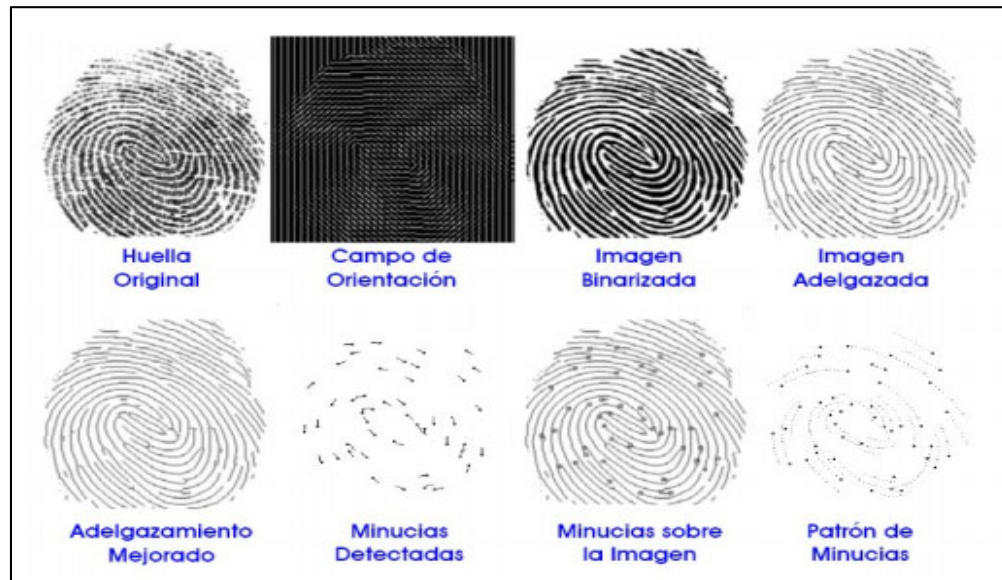 Huella
Original
Campo de
Orientación
Imagen
Binarizada
Imagen
Adelgazada
Adelgazamiento
Mejorado
Minucias
Detectadas
Minucias sobre
la Imagen
Patrón de
Minucias